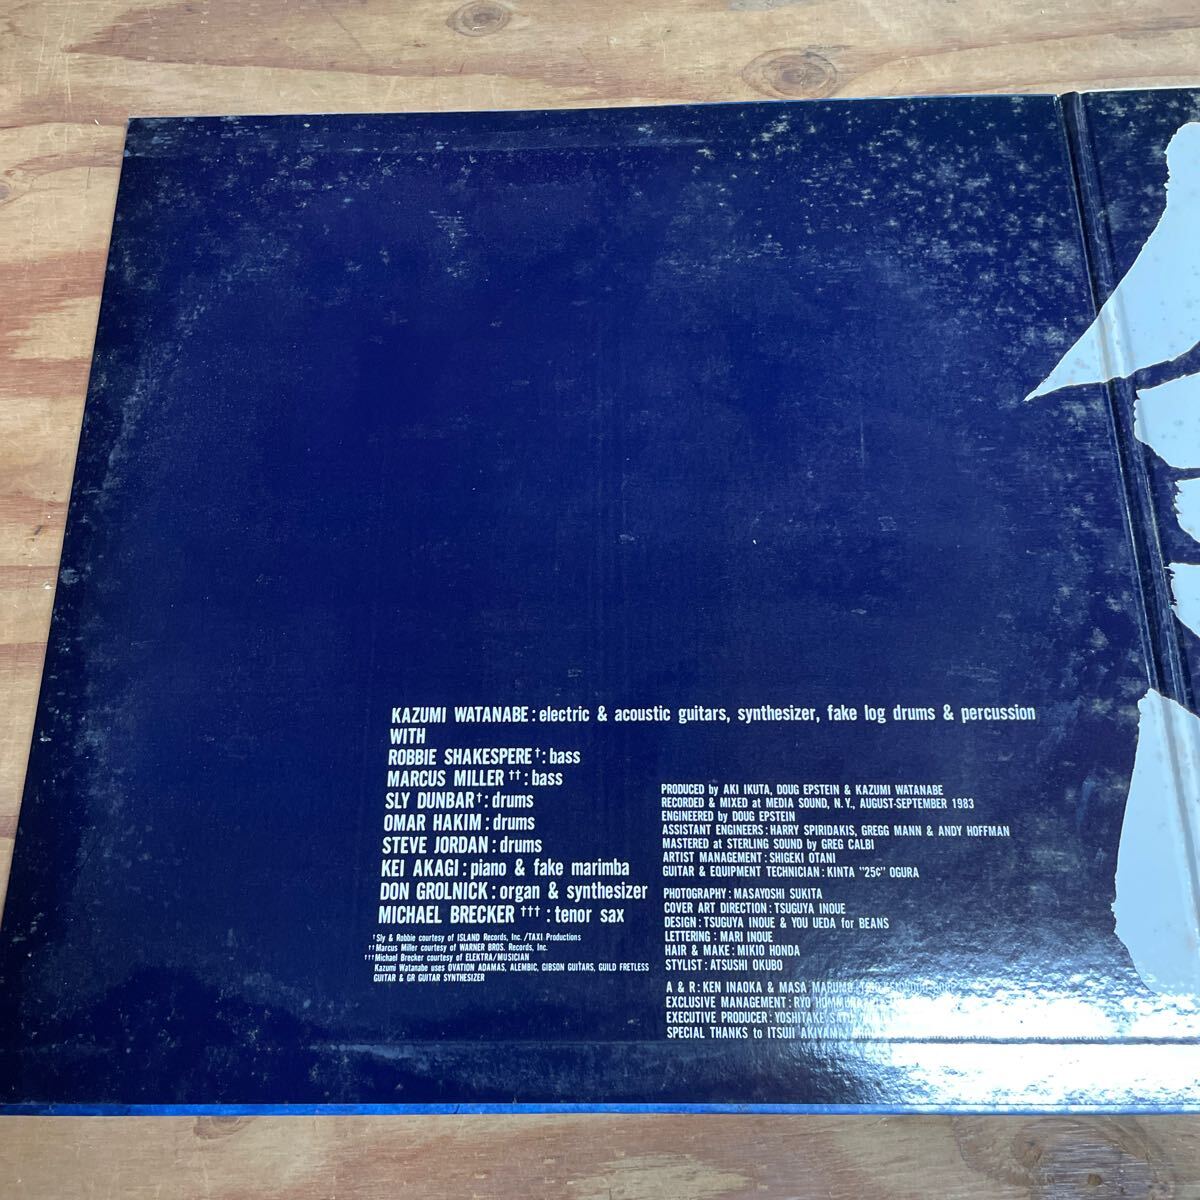 KAZUMI WATANABE : electric & acoustic guitars, synthesizer, fake log drums & percussion
WITH
ROBBIE SHAKESPERE † : bass
MARCUS MILLER †† : bass
SLY DUNBAR † : drums
OMAR HAKIM : drums
STEVE JORDAN : drums
KEI AKAGI : piano & fake marimba
DON GROLNICK : organ & synthesizer
MICHAEL BRECKER ††† : tenor sax
† Sly & Robbie courtesy of ISLAND Records, Inc./TAXI Productions
†† Marcus Miller courtesy of WARNER BROS. Records, Inc.
††† Michael Brecker courtesy of ELEKTRA/MUSICIAN
Kazumi Watanabe uses OVATION ADAMAS, ALEMBIC, GIBSON GUITARS, GUILD FRETLESS
GUITAR & GR GUITAR SYNTHESIZER
PRODUCED by AKI IKUTA, DOUG EPSTEIN & KAZUMI WATANABE
RECORDED & MIXED at MEDIA SOUND, N.Y., AUGUST-SEPTEMBER 1983
ENGINEERED by DOUG EPSTEIN
ASSISTANT ENGINEERS : HARRY SPIRIDAKIS, GREGG MANN & ANDY HOFFMAN
MASTERED at STERLING SOUND by GREG CALBI
ARTIST MANAGEMENT : SHIGEKI OTANI
GUITAR & EQUIPMENT TECHNICIAN : KINTA "25¢" OGURA
PHOTOGRAPHY : MASAYOSHI SUKITA
COVER ART DIRECTION : TSUGUYA INOUE
DESIGN : TSUGUYA INOUE & YOU UEDA for BEANS
LETTERING : MARI INOUE
HAIR & MAKE : MIKIO HONDA
STYLIST : ATSUSHI OKUBO
A & R : KEN INAOKA & MASA MARUMO
EXCLUSIVE MANAGEMENT : RYO
EXECUTIVE PRODUCER : YOSHITAKE
SPECIAL THANKS to ITSUJI AKIYAMA,